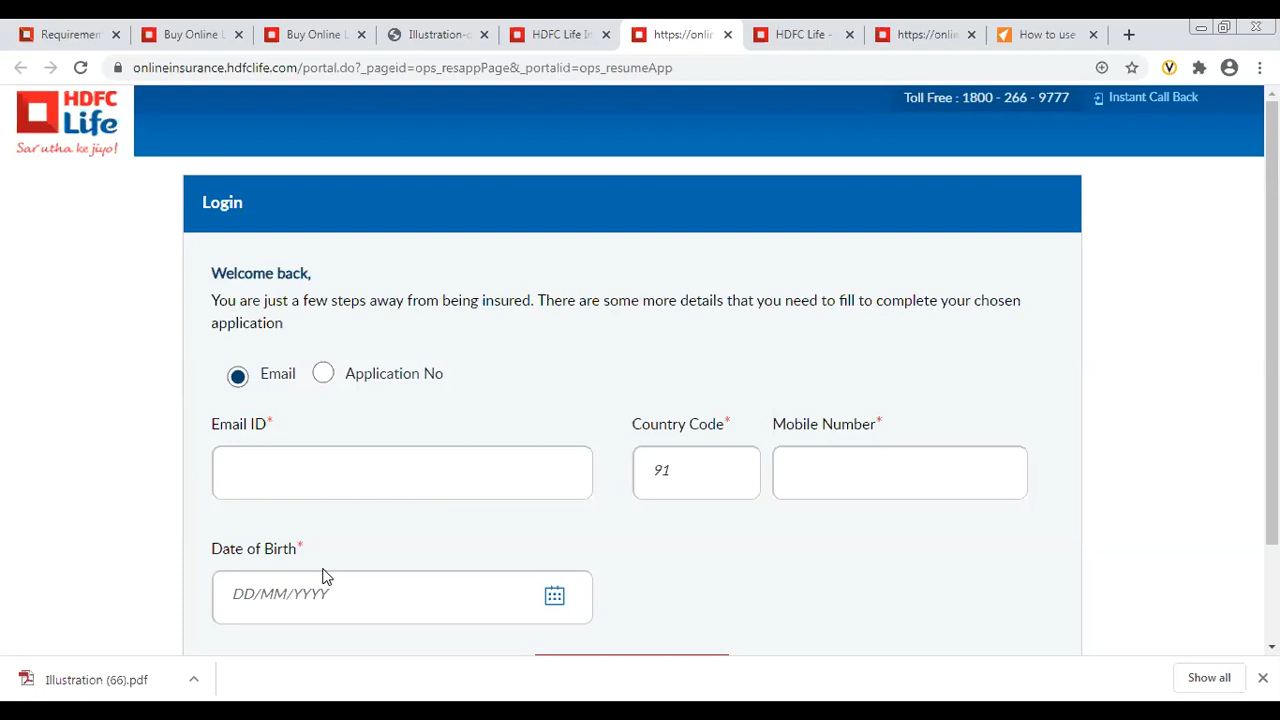 Requiremen
Buy Online L
Buy Online L
Illustration-
HDFC Life In
https://onlin
HDFC Life -
https://onlin
How to use
onlineinsurance.hdfclife.com/portal.do?_pageid=ops_resappPage&_portalid=ops_resumeApp
V
HDFC
Life
Sar utha ke jiyo!
Toll Free : 1800 - 266 - 9777
Instant Call Back
Login
Welcome back,
You are just a few steps away from being insured. There are some more details that you need to fill to complete your chosen
application
Email
Application No
Email ID*
Country Code*
Mobile Number*
91
Date of Birth*
DD/MM/YYYY
Illustration (66).pdf
Show all